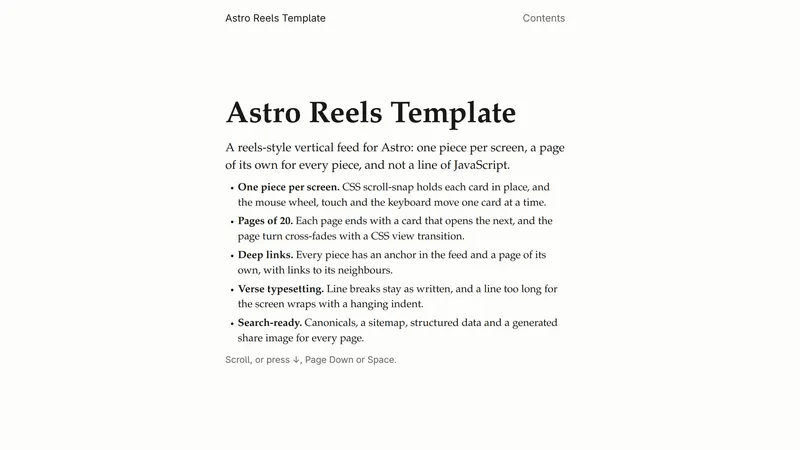 Astro Reels Template
Contents
Astro Reels Template
A reels-style vertical feed for Astro: one piece per screen, a page
of its own for every piece, and not a line of JavaScript.
• One piece per screen. CSS scroll-snap holds each card in place, and
the mouse wheel, touch and the keyboard move one card at a time.
• Pages of 20. Each page ends with a card that opens the next, and the
page turn cross-fades with a CSS view transition.
• Deep links. Every piece has an anchor in the feed and a page of its
own, with links to its neighbours.
• Verse typesetting. Line breaks stay as written, and a line too long for
the screen wraps with a hanging indent.
• Search-ready. Canonicals, a sitemap, structured data and a generated
share image for every page.
Scroll, or press ↓, Page Down or Space.